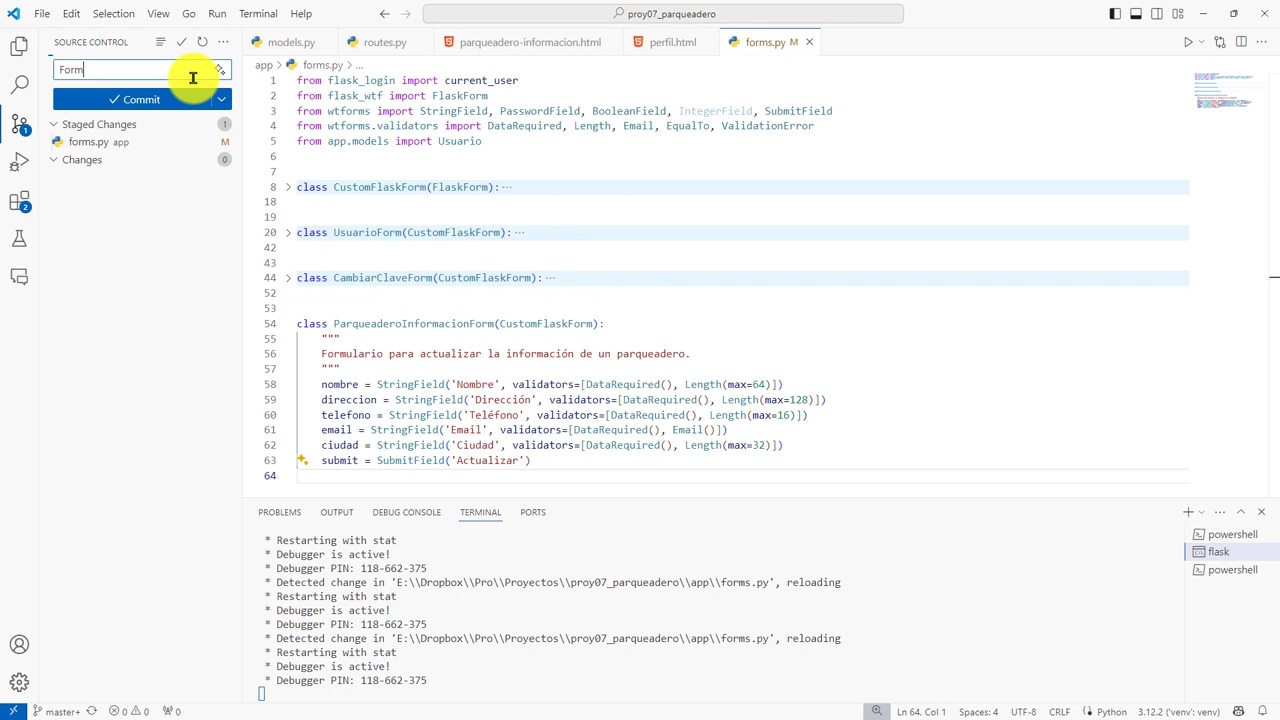 File Edit Selection View Go Run Terminal Help
proy07_parqueadero
SOURCE CONTROL
Form
Commit
Staged Changes 1
forms.py app M
Changes 0
1
2
models.py
routes.py
parqueadero-informacion.html
perfil.html
forms.py M
app > forms.py > ...
1 from flask_login import current_user
2 from flask_wtf import FlaskForm
3 from wtforms import StringField, PasswordField, BooleanField, IntegerField, SubmitField
4 from wtforms.validators import DataRequired, Length, Email, EqualTo, ValidationError
5 from app.models import Usuario
6
7
8 class CustomFlaskForm(FlaskForm): ...
18
19
20 class UsuarioForm(CustomFlaskForm): ...
42
43
44 class CambiarClaveForm(CustomFlaskForm): ...
52
53
54 class ParqueaderoInformacionForm(CustomFlaskForm):
55 """
56 Formulario para actualizar la información de un parqueadero.
57 """
58 nombre = StringField('Nombre', validators=[DataRequired(), Length(max=64)])
59 direccion = StringField('Dirección', validators=[DataRequired(), Length(max=128)])
60 telefono = StringField('Teléfono', validators=[DataRequired(), Length(max=16)])
61 email = StringField('Email', validators=[DataRequired(), Email()])
62 ciudad = StringField('Ciudad', validators=[DataRequired(), Length(max=32)])
63 submit = SubmitField('Actualizar')
64
PROBLEMS OUTPUT DEBUG CONSOLE TERMINAL PORTS
* Restarting with stat
* Debugger is active!
* Debugger PIN: 118-662-375
* Detected change in 'E:\\Dropbox\\Pro\\Proyectos\\proy07_parqueadero\\app\\forms.py', reloading
* Restarting with stat
* Debugger is active!
* Debugger PIN: 118-662-375
* Detected change in 'E:\\Dropbox\\Pro\\Proyectos\\proy07_parqueadero\\app\\forms.py', reloading
* Restarting with stat
* Debugger is active!
* Debugger PIN: 118-662-375
powershell
flask
powershell
master+ 0 0 0 Ln 64, Col 1 Spaces: 4 UTF-8 CRLF Python 3.12.2 ('venv': venv)